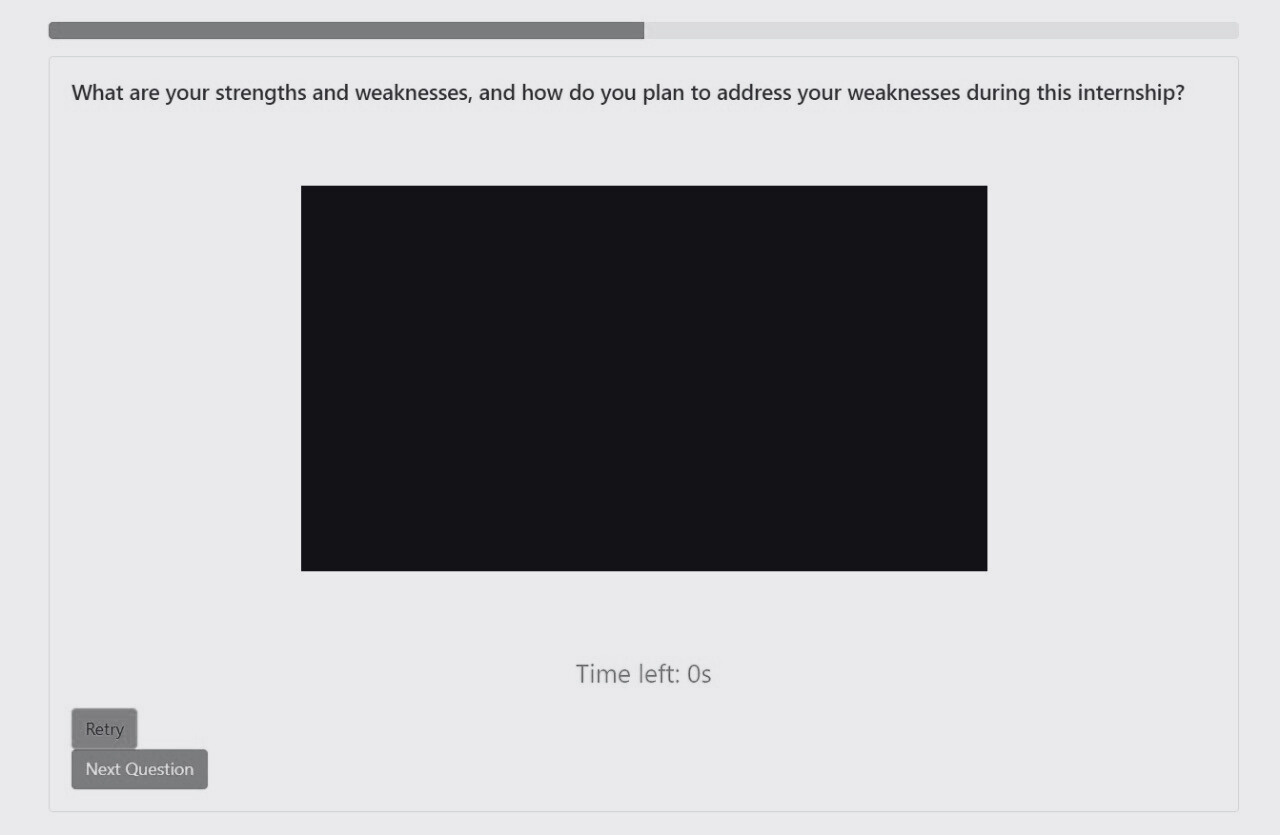 What are your strengths and weaknesses, and how do you plan to address your weaknesses during this internship?
Time left: 0s
Retry
Next Question